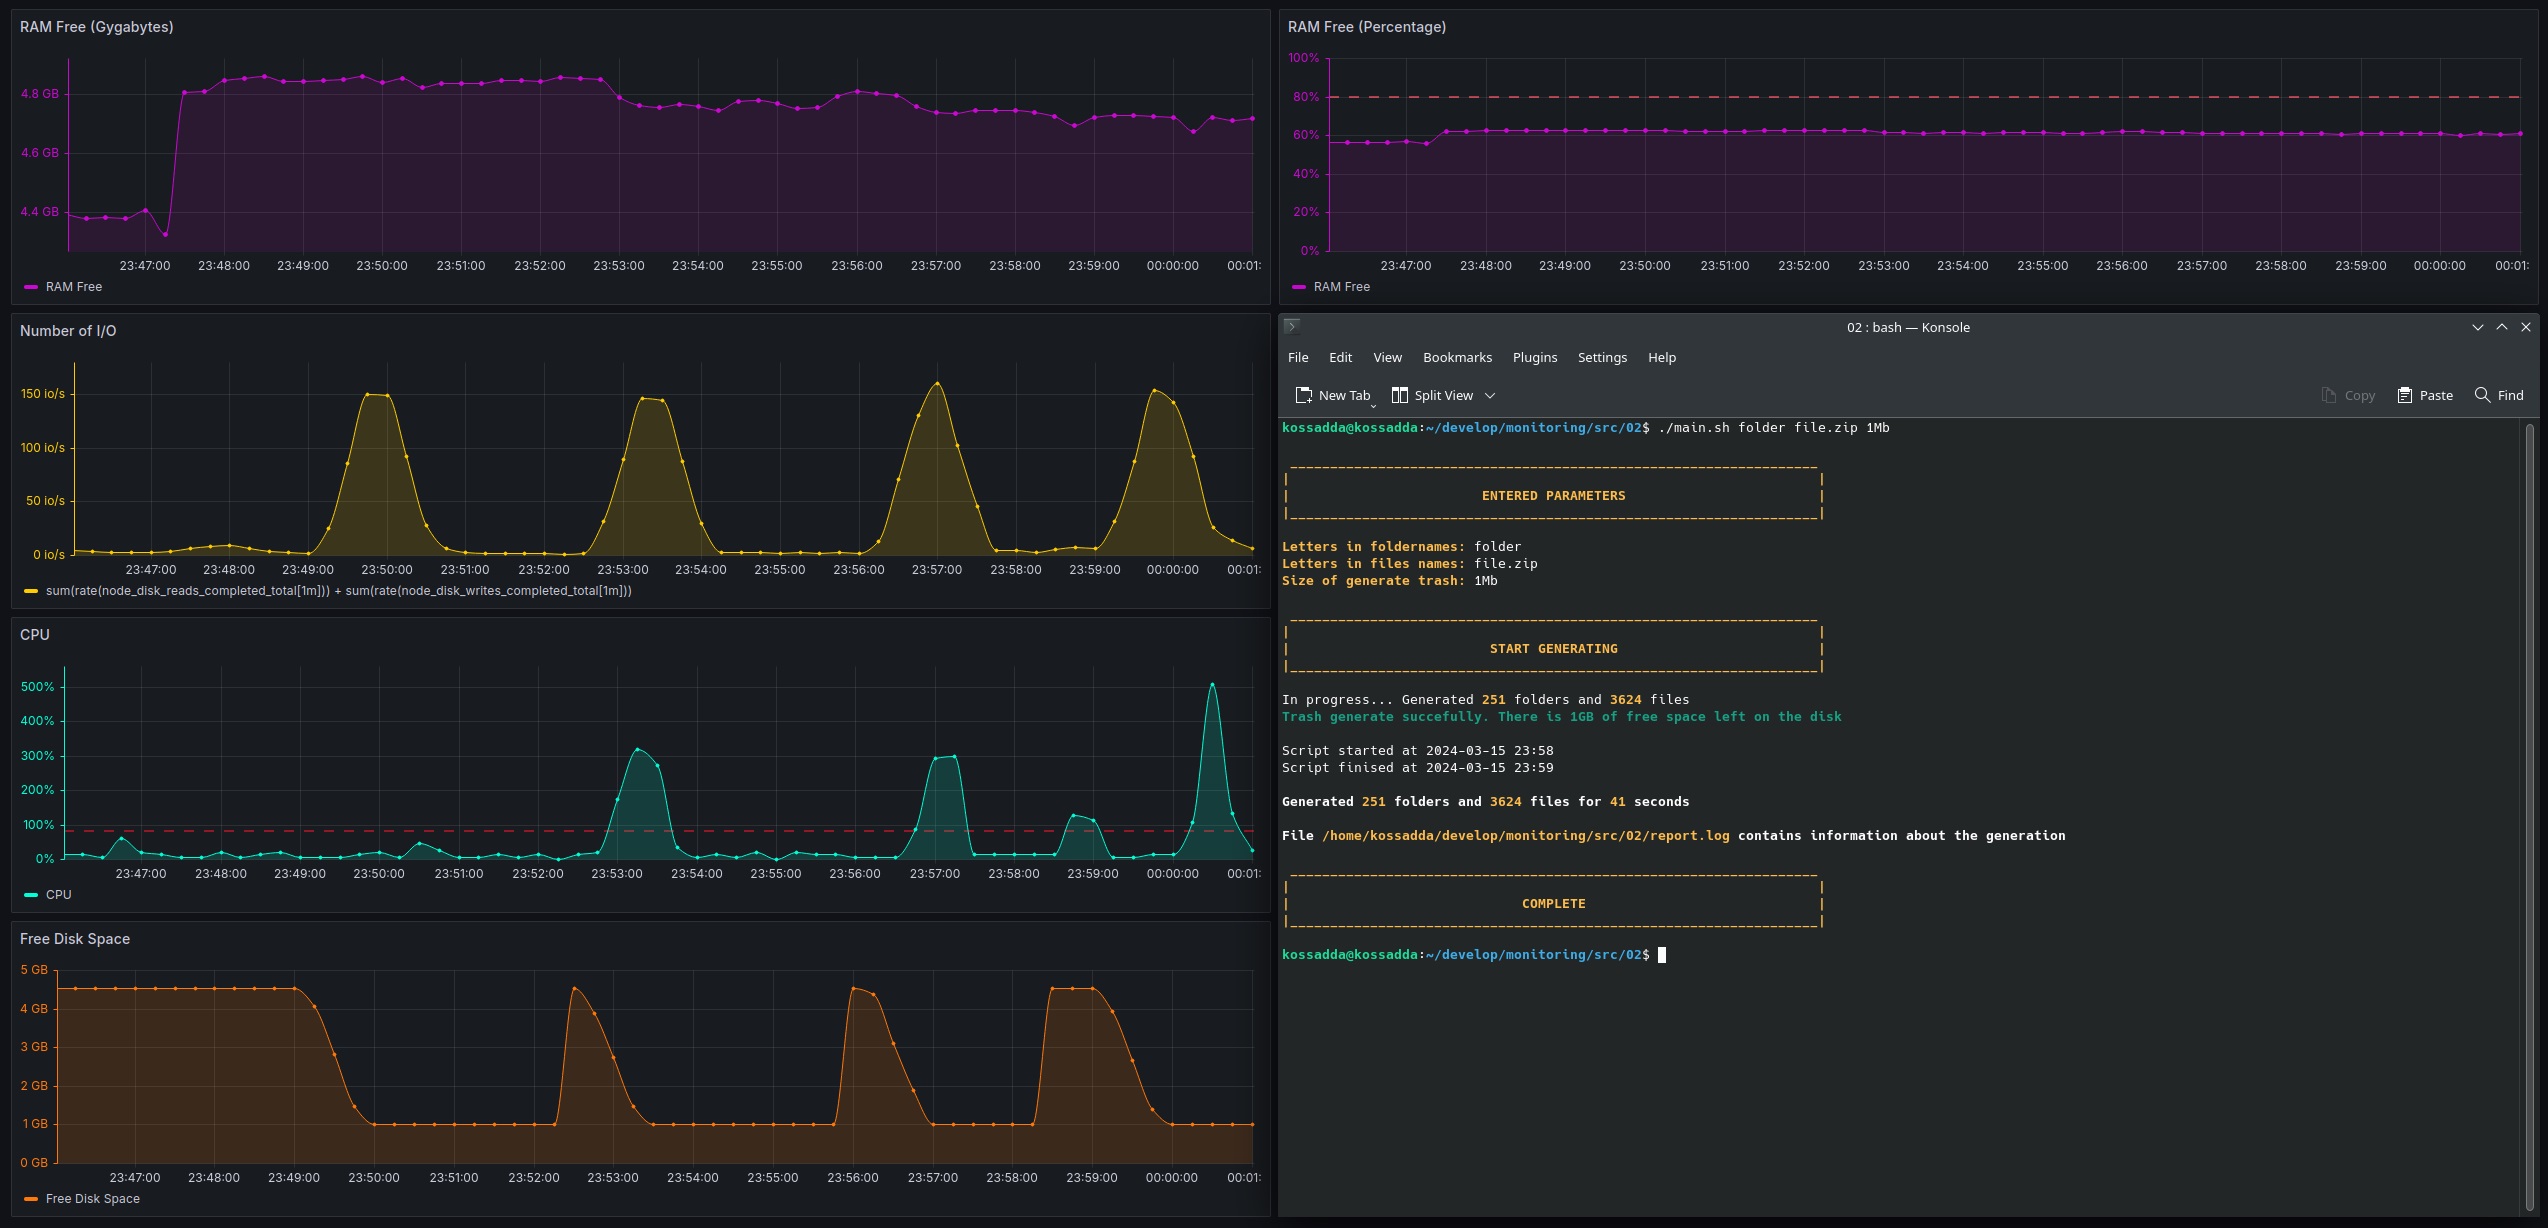 RAM Free (Gygabytes)
4.8 GB
4.6 GB
4.4 GB
23:47:00 23:48:00 23:49:00 23:50:00 23:51:00 23:52:00 23:53:00 23:54:00 23:55:00 23:56:00 23:57:00 23:58:00 23:59:00 00:00:00 00:01:
RAM Free
RAM Free (Percentage)
100%
80%
60%
40%
20%
0%
23:47:00 23:48:00 23:49:00 23:50:00 23:51:00 23:52:00 23:53:00 23:54:00 23:55:00 23:56:00 23:57:00 23:58:00 23:59:00 00:00:00 00:01:
RAM Free
Number of I/O
150 io/s
100 io/s
50 io/s
0 io/s
23:47:00 23:48:00 23:49:00 23:50:00 23:51:00 23:52:00 23:53:00 23:54:00 23:55:00 23:56:00 23:57:00 23:58:00 23:59:00 00:00:00 00:01:
sum(rate(node_disk_reads_completed_total[1m])) + sum(rate(node_disk_writes_completed_total[1m]))
CPU
500%
400%
300%
200%
100%
0%
23:47:00 23:48:00 23:49:00 23:50:00 23:51:00 23:52:00 23:53:00 23:54:00 23:55:00 23:56:00 23:57:00 23:58:00 23:59:00 00:00:00 00:01:
CPU
Free Disk Space
5 GB
4 GB
3 GB
2 GB
1 GB
0 GB
23:47:00 23:48:00 23:49:00 23:50:00 23:51:00 23:52:00 23:53:00 23:54:00 23:55:00 23:56:00 23:57:00 23:58:00 23:59:00 00:00:00 00:01:
Free Disk Space
02 : bash — Konsole
File Edit View Bookmarks Plugins Settings Help
New Tab Split View Copy Paste Find
kossadda@kossadda:~/develop/monitoring/src/02$ ./main.sh folder file.zip 1Mb
ENTERED PARAMETERS
Letters in foldernames: folder
Letters in files names: file.zip
Size of generate trash: 1Mb
START GENERATING
In progress... Generated 251 folders and 3624 files
Trash generate succefully. There is 1GB of free space left on the disk
Script started at 2024-03-15 23:58
Script finised at 2024-03-15 23:59
Generated 251 folders and 3624 files for 41 seconds
File /home/kossadda/develop/monitoring/src/02/report.log contains information about the generation
COMPLETE
kossadda@kossadda:~/develop/monitoring/src/02$